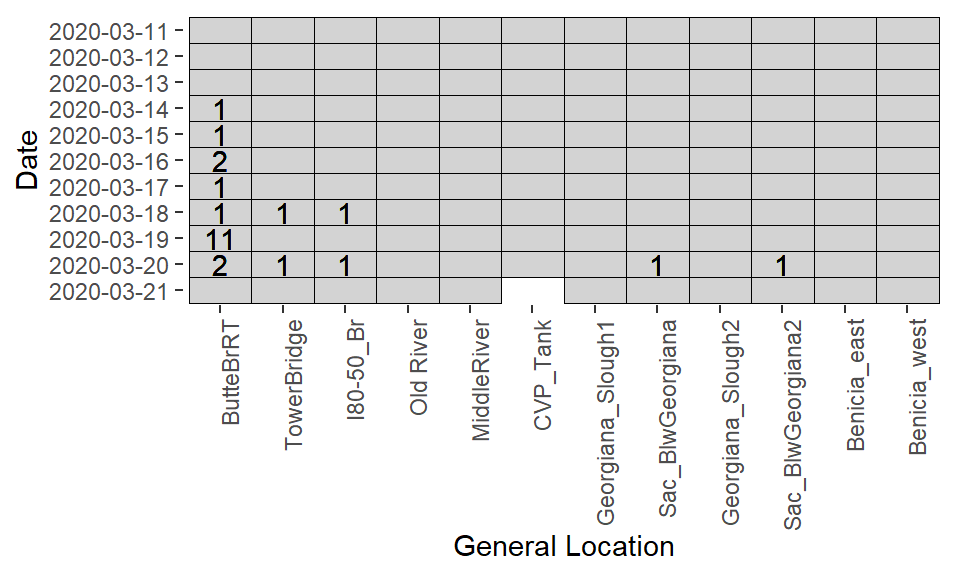 2020-03-11
2020-03-12
2020-03-13
2020-03-14 1
2020-03-15 1
2020-03-16 2
2020-03-17 1
2020-03-18 1 1 1
2020-03-19 11
2020-03-20 2 1 1 1 1
2020-03-21
Date
ButteBrRT
TowerBridge
I80-50_Br
Old River
MiddleRiver
CVP_Tank
Georgiana_Slough1
Sac_BlwGeorgiana
Georgiana_Slough2
Sac_BlwGeorgiana2
Benicia_east
Benicia_west
General Location